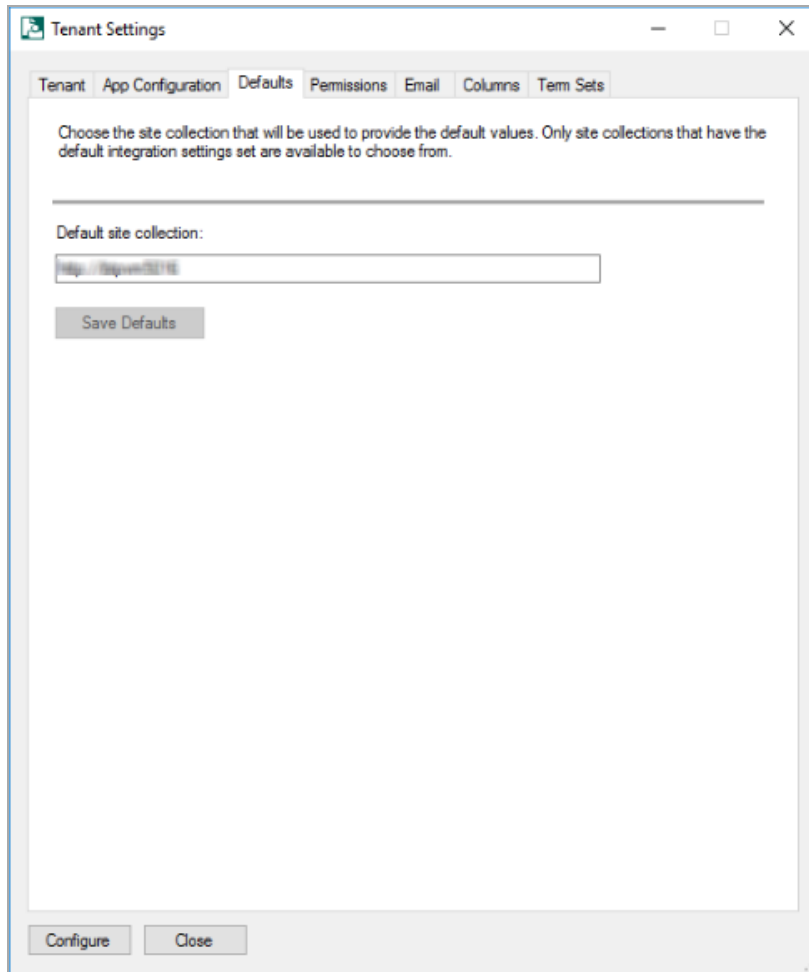 Tenant Settings
Tenant App Configuration Defaults Permissions Email Columns Term Sets
Choose the site collection that will be used to provide the default values. Only site collections that have the
default integration settings set are available to choose from.
Default site collection:
Save Defaults
Configure Close